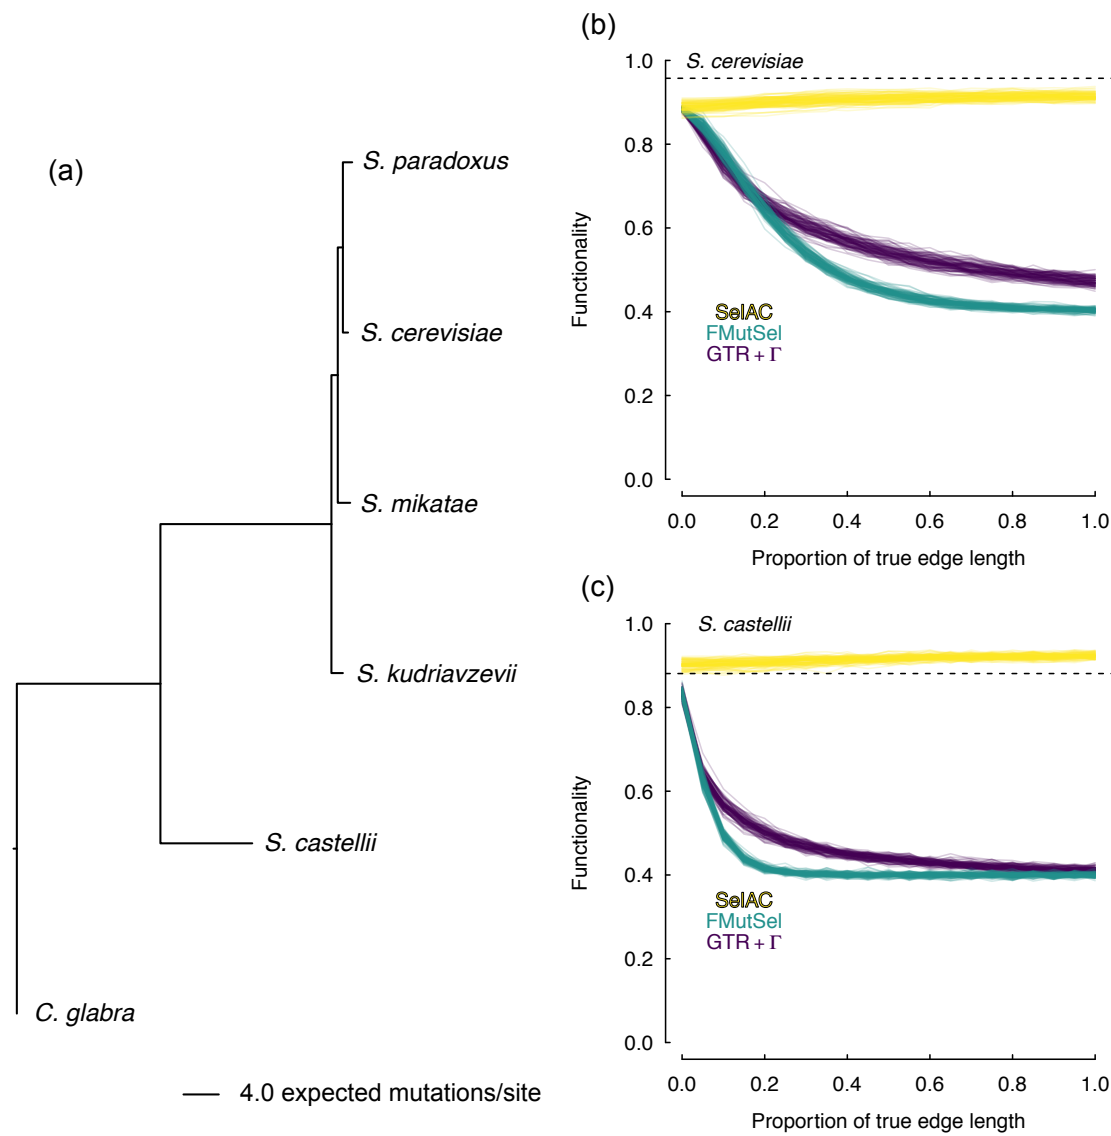 (a)
S. paradoxus
S. cerevisiae
S. mikatae
S. kudriavzevii
S. castellii
C. glabra
4.0 expected mutations/site
(b)
S. cerevisiae
1.0
0.8
0.6
0.4
0.2
0.0
Functionality
SelAC
FMutSel
GTR + Γ
0.0 0.2 0.4 0.6 0.8 1.0
Proportion of true edge length
(c)
S. castellii
1.0
0.8
0.6
0.4
0.2
0.0
Functionality
SelAC
FMutSel
GTR + Γ
0.0 0.2 0.4 0.6 0.8 1.0
Proportion of true edge length